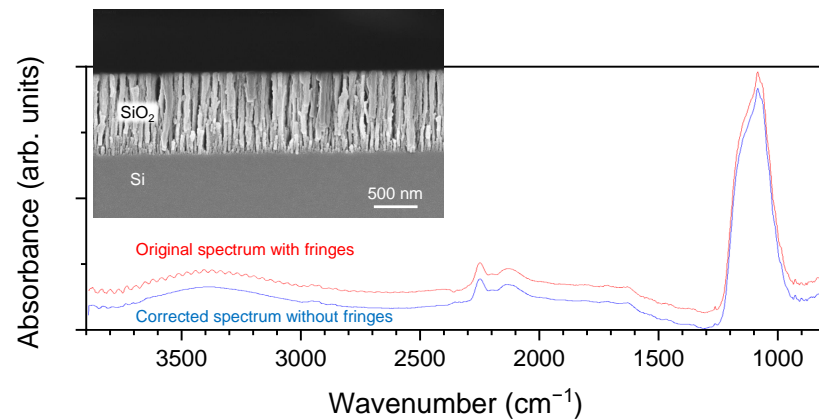 SiO₂
Si
500 nm
Original spectrum with fringes
Corrected spectrum without fringes
Absorbance (arb. units)
3500 3000 2500 2000 1500 1000
Wavenumber (cm⁻¹)